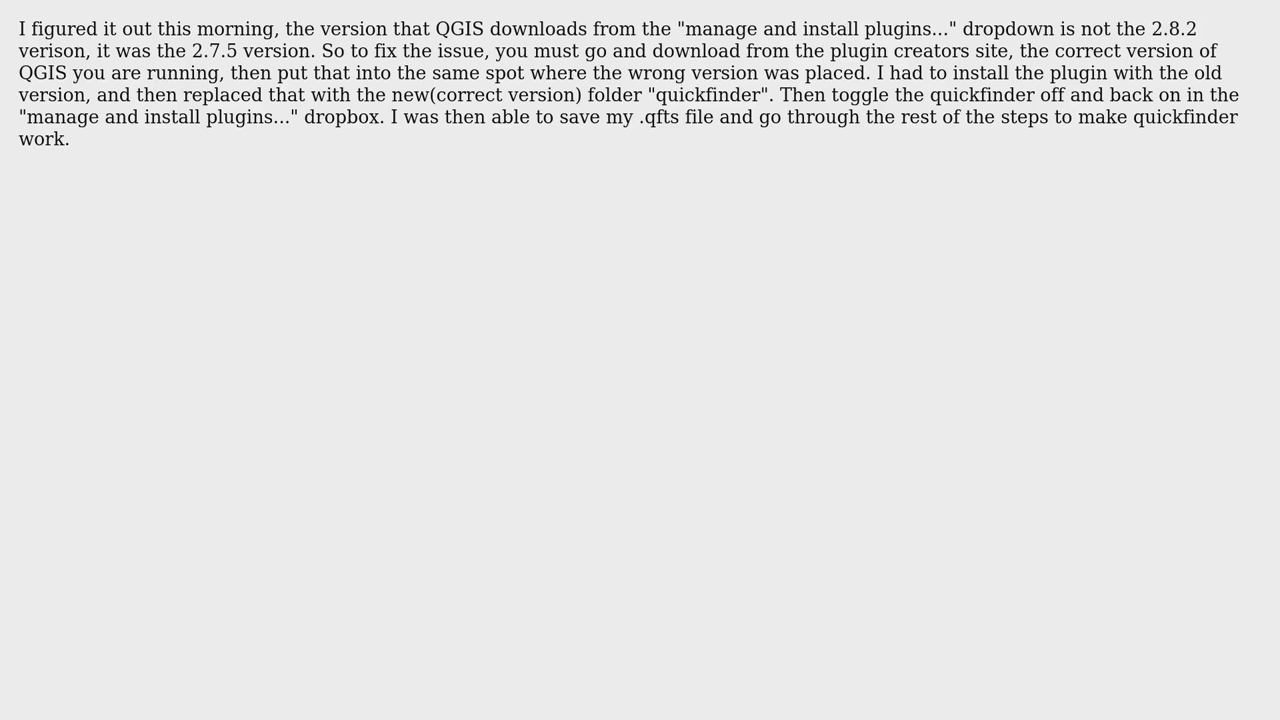 I figured it out this morning, the version that QGIS downloads from the "manage and install plugins..." dropdown is not the 2.8.2
verison, it was the 2.7.5 version. So to fix the issue, you must go and download from the plugin creators site, the correct version of
QGIS you are running, then put that into the same spot where the wrong version was placed. I had to install the plugin with the old
version, and then replaced that with the new(correct version) folder "quickfinder". Then toggle the quickfinder off and back on in the
"manage and install plugins..." dropbox. I was then able to save my .qfts file and go through the rest of the steps to make quickfinder
work.